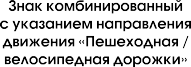 Знак комбинированный
с указанием направления
движения «Пешеходная /
велосипедная дорожки»